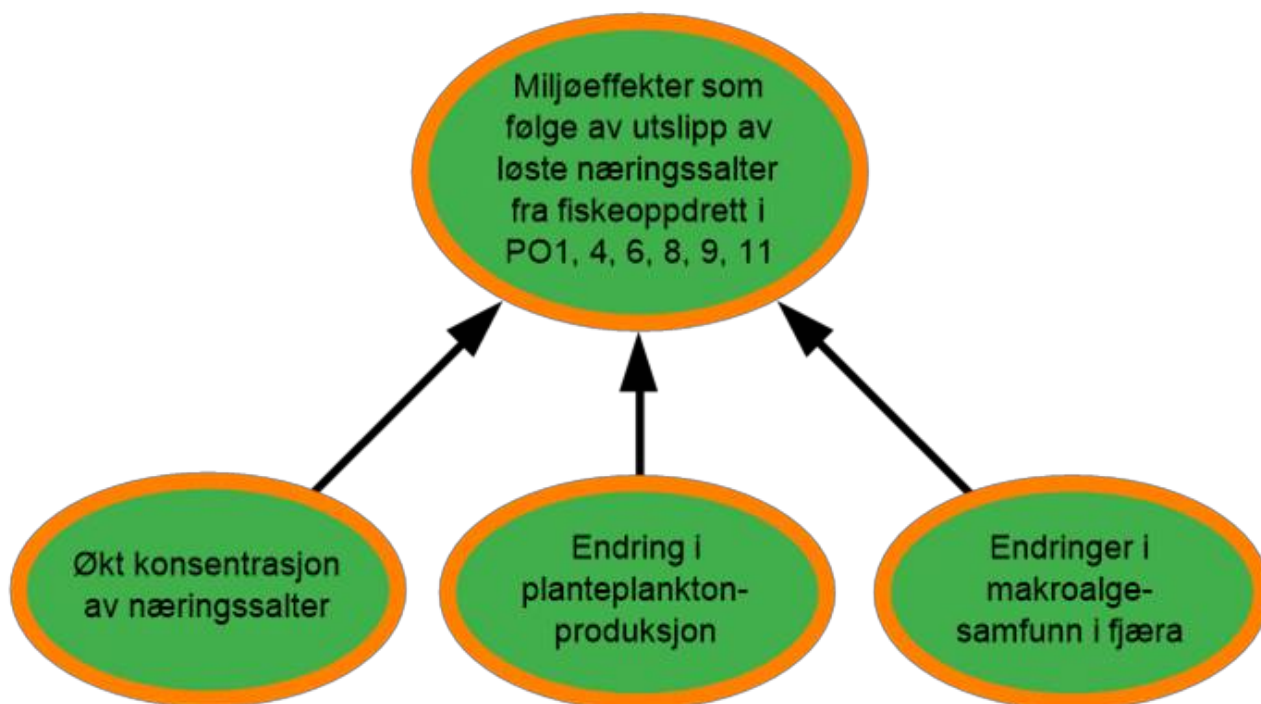 Miljøeffekter som
følge av utslipp av
løste næringssalter
fra fiskeoppdrett i
PO1, 4, 6, 8, 9, 11
Økt konsentrasjon
av næringssalter
Endring i
planteplankton-
produksjon
Endringer i
makroalge-
samfunn i fjæra